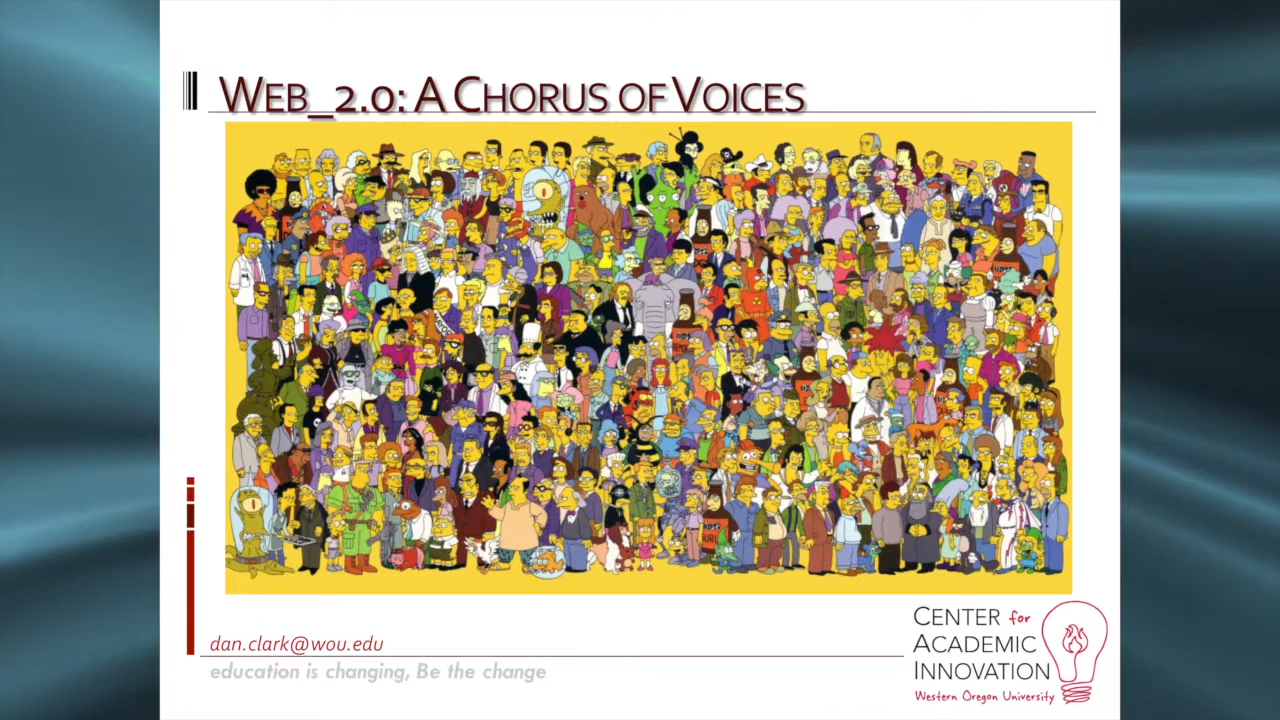 WEB_2.0: A CHORUS OF VOICES
dan.clark@wou.edu
education is changing, Be the change
CENTER for
ACADEMIC
INNOVATION
Western Oregon University